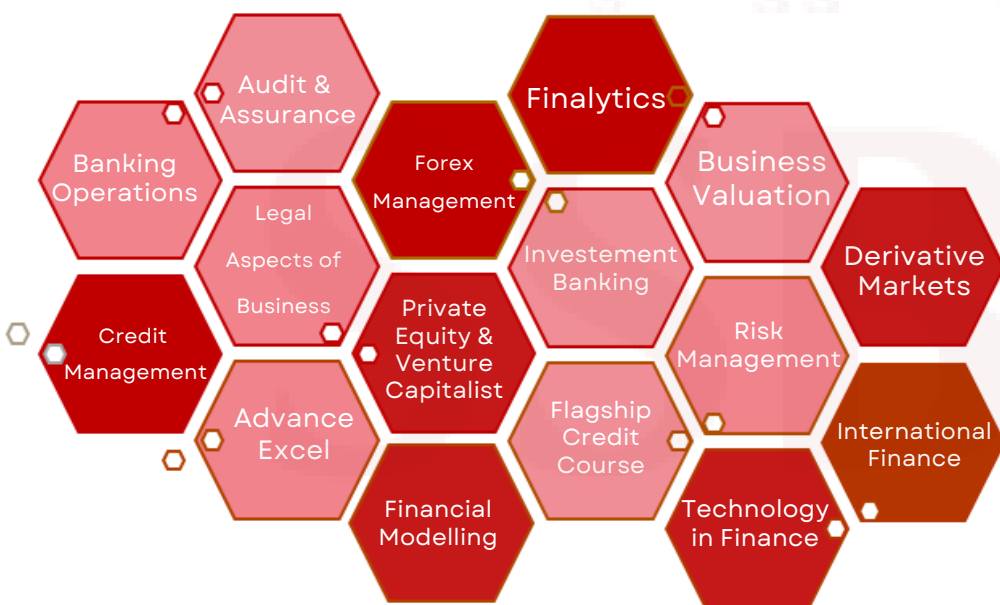 Audit &
Assurance
Finalytics
Banking
Operations
Forex
Management
Business
Valuation
Legal
Aspects of
Business
Investement
Banking
Derivative
Markets
Credit
Management
Private
Equity &
Venture
Capitalist
Risk
Management
Advance
Excel
Flagship
Credit
Course
International
Finance
Financial
Modelling
Technology
in Finance